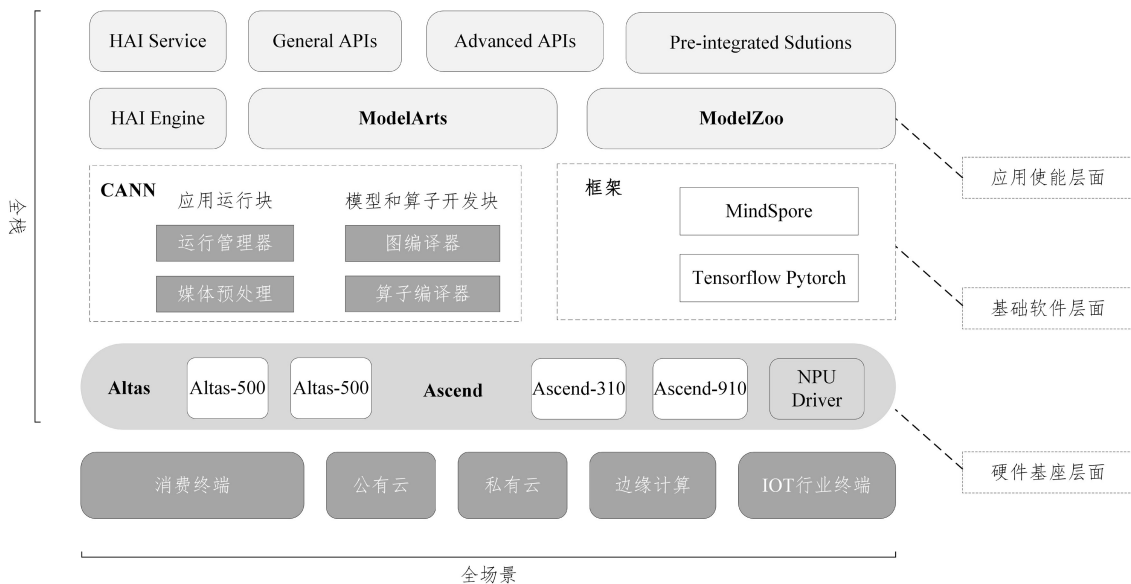 HAI Service
General APIs
Advanced APIs
Pre-integrated Sdutions
HAI Engine
ModelArts
ModelZoo
CANN
应用运行块
模型和算子开发块
运行管理器
图编译器
媒体预处理
算子编译器
框架
MindSpore
Tensorflow Pytorch
Altas
Altas-500
Altas-500
Ascend
Ascend-310
Ascend-910
NPU
Driver
消费终端
公有云
私有云
边缘计算
IOT行业终端
全栈
全场景
应用使能层面
基础软件层面
硬件基座层面